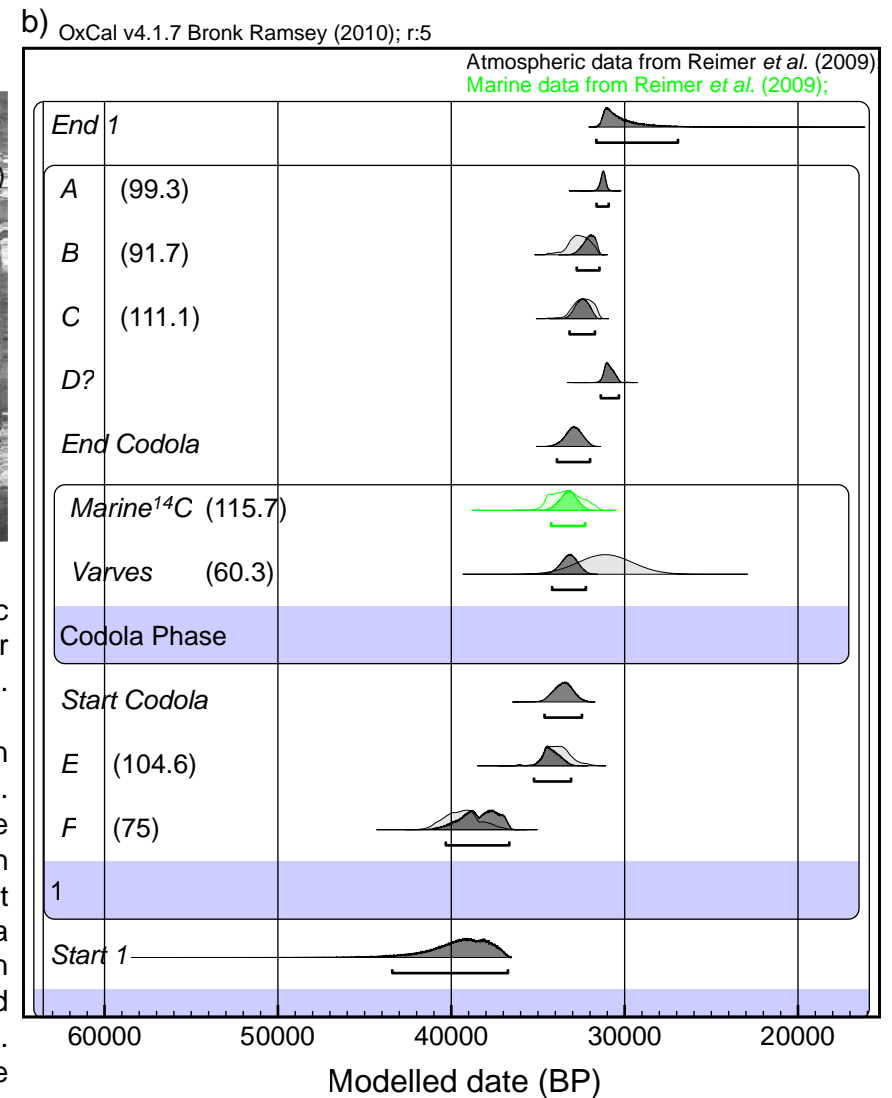 b) OxCal v4.1.7 Bronk Ramsey (2010); r:5
Atmospheric data from Reimer et al. (2009);
Marine data from Reimer et al. (2009);
End 1
A (99.3)
B (91.7)
C (111.1)
D?
End Codola
Marine¹⁴C (115.7)
Varves (60.3)
Codola Phase
Start Codola
E (104.6)
F (75)
1
Start 1
60000 50000 40000 30000 20000
Modelled date (BP)